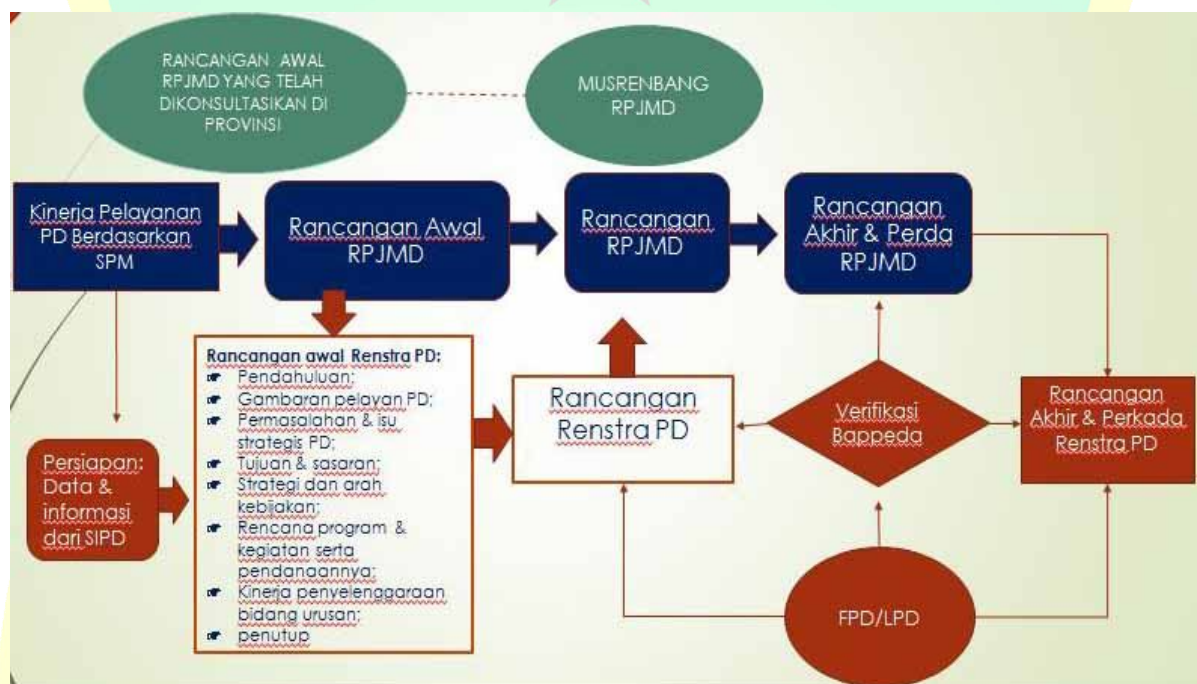 RANCANGAN AWAL
RPJMD YANG TELAH
DIKONSULTASIKAN DI
PROVINSI
MUSRENBANG
RPJMD
Kinerja Pelayanan
PD Berdasarkan
SPM
Rancangan Awal
RPJMD
Rancangan
RPJMD
Rancangan
Akhir & Perda
RPJMD
Rancangan awal Renstra PD:
☞ Pendahuluan;
☞ Gambaran pelayan PD;
☞ Permasalahan & isu
strategis PD;
☞ Tujuan & sasaran;
☞ Strategi dan arah
kebijakan;
☞ Rencana program &
kegiatan serta
pendanaannya;
☞ Kinerja penyelenggaraan
bidang urusan;
☞ penutup
Persiapan:
Data &
informasi
dari SIPD
Rancangan
Renstra PD
Verifikasi
Bappeda
Rancangan
Akhir & Perkada
Renstra PD
FPD/LPD